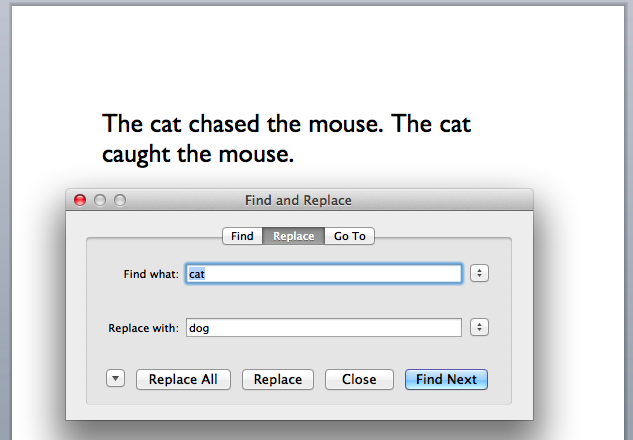 The cat chased the mouse. The cat
caught the mouse.
Find and Replace
Find Replace Go To
Find what: cat
Replace with: dog
Replace All Replace Close Find Next